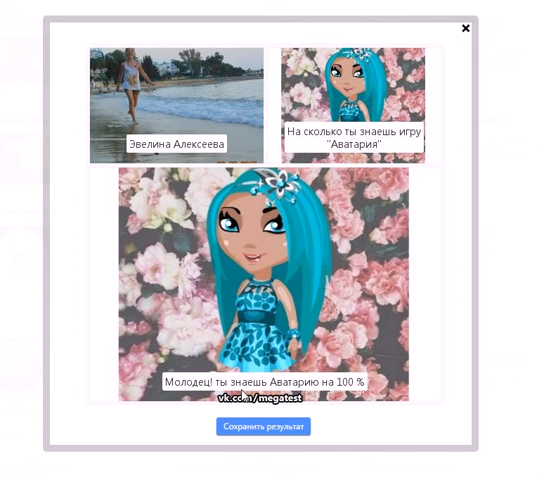 Эвелина Алексеева
На сколько ты знаешь игру
"Аватария"
Молодец! ты знаешь Аватарию на 100 %
vk.com/megatest
Сохранить результат